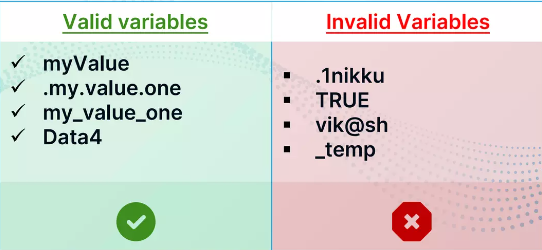 Valid variables
myValue
.my.value.one
my_value_one
Data4
Invalid Variables
.1nikku
TRUE
vik@sh
_temp